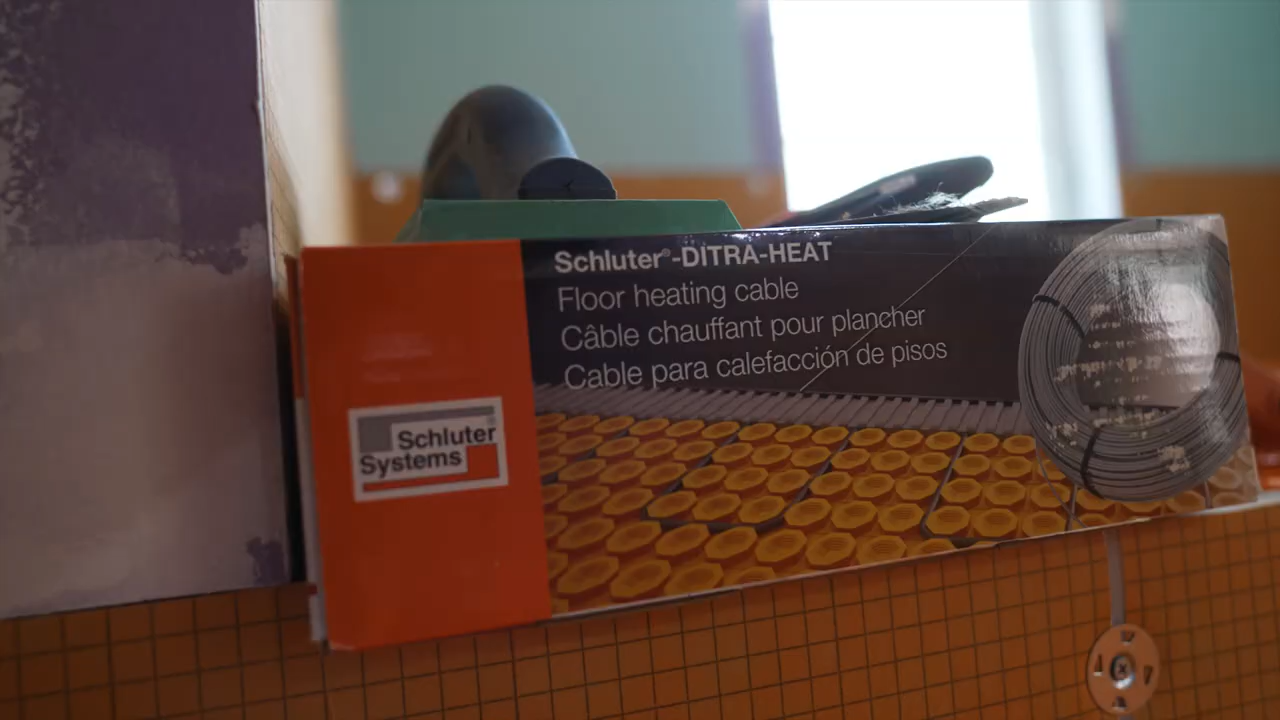 Schluter®-DITRA-HEAT
Floor heating cable
Câble chauffant pour plancher
Cable para calefacción de pisos
Schluter®
Systems